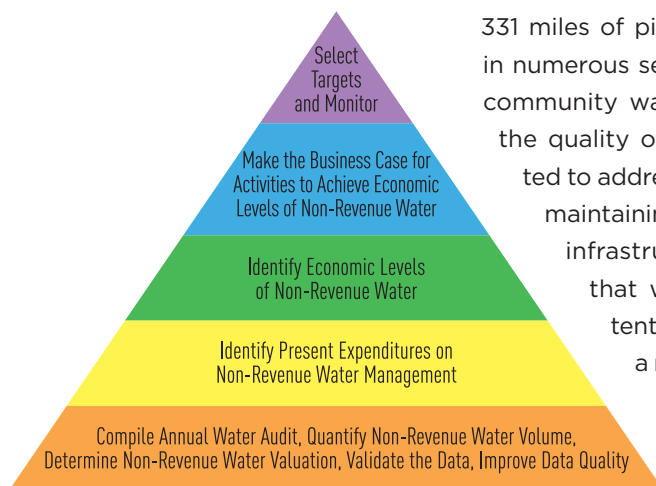 Select
Targets
and Monitor
Make the Business Case for
Activities to Achieve Economic
Levels of Non-Revenue Water
Identify Economic Levels
of Non-Revenue Water
Identify Present Expenditures on
Non-Revenue Water Management
Compile Annual Water Audit, Quantify Non-Revenue Water Volume,
Determine Non-Revenue Water Valuation, Validate the Data, Improve Data Quality
331 miles of pi
in numerous se
community wa
the quality o
ted to addre
maintainin
infrastru
that w
tent
a